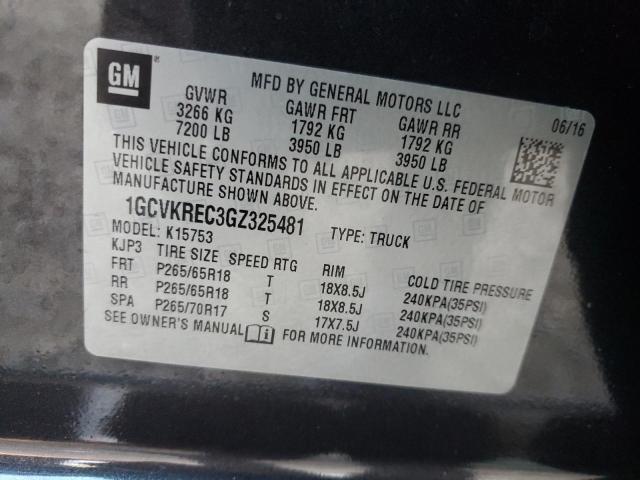 GM
MFD BY GENERAL MOTORS LLC
06/16
GVWR GAWR FRT GAWR RR
3266 KG 1792 KG 1792 KG
7200 LB 3950 LB 3950 LB
THIS VEHICLE CONFORMS TO ALL APPLICABLE U.S. FEDERAL MOTOR
VEHICLE SAFETY STANDARDS IN EFFECT ON THE DATE OF
MANUFACTURE SHOWN ABOVE.
1GCVKREC3GZ325481 TYPE: TRUCK
MODEL: K15753
KJP3 TIRE SIZE SPEED RTG RIM COLD TIRE PRESSURE
FRT P265/65R18 T 18X8.5J 240KPA(35PSI)
RR P265/65R18 T 18X8.5J 240KPA(35PSI)
SPA P265/70R17 S 17X7.5J 240KPA(35PSI)
SEE OWNER'S MANUAL FOR MORE INFORMATION.